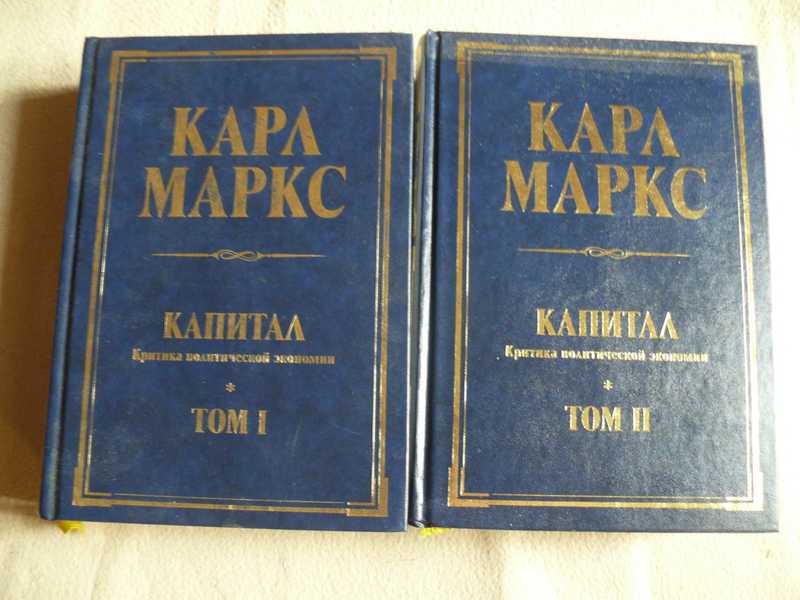 КАРЛ
МАРКС
КАПИТАЛ
Критика политической экономии
*
ТОМ I
КАРЛ
МАРКС
КАПИТАЛ
Критика политической экономии
*
ТОМ II